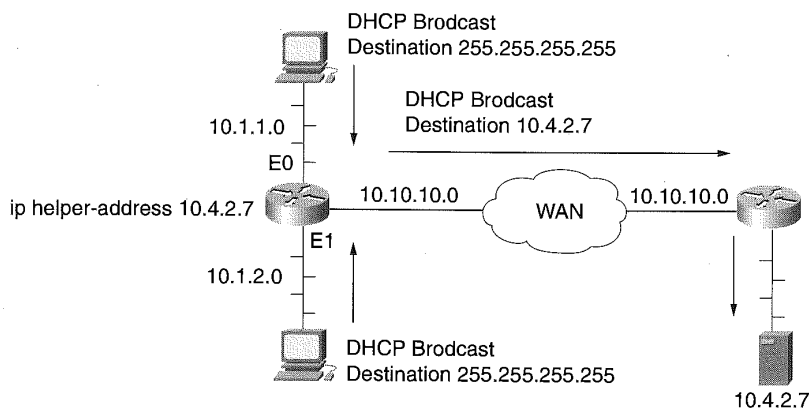 DHCP Brodcast
Destination 255.255.255.255
DHCP Brodcast
Destination 10.4.2.7
10.1.1.0
E0
ip helper-address 10.4.2.7
10.10.10.0
WAN
10.10.10.0
E1
10.1.2.0
DHCP Brodcast
Destination 255.255.255.255
10.4.2.7